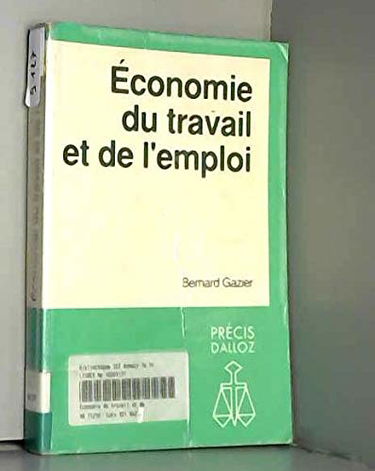 Économie
du travail
et de l'emploi
Bernard Gazier
PRÉCIS
DALLOZ